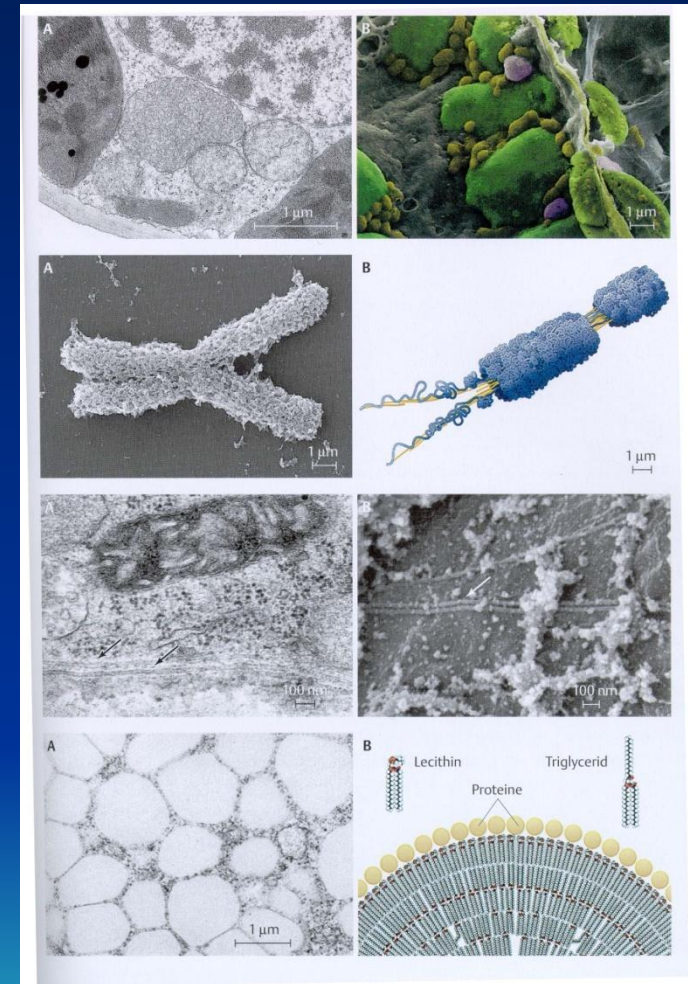 A
1 µm
B
1 µm
A
1 µm
B
1 µm
A
100 nm
B
100 nm
A
1 µm
B
Lecithin
Triglycerid
Proteine